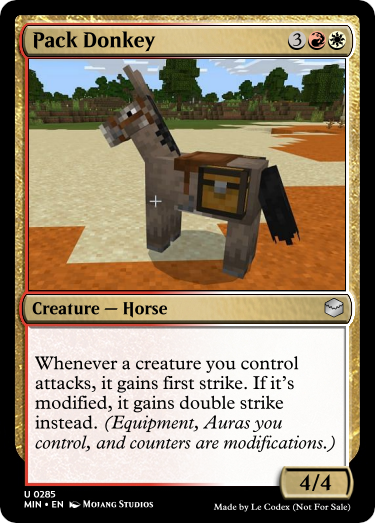 Pack Donkey 3
Creature — Horse
Whenever a creature you control
attacks, it gains first strike. If it's
modified, it gains double strike
instead. (Equipment, Auras you
control, and counters are modifications.)
4/4
U 0285
MIN • EN Mojang Studios
Made by Le Codex (Not For Sale)